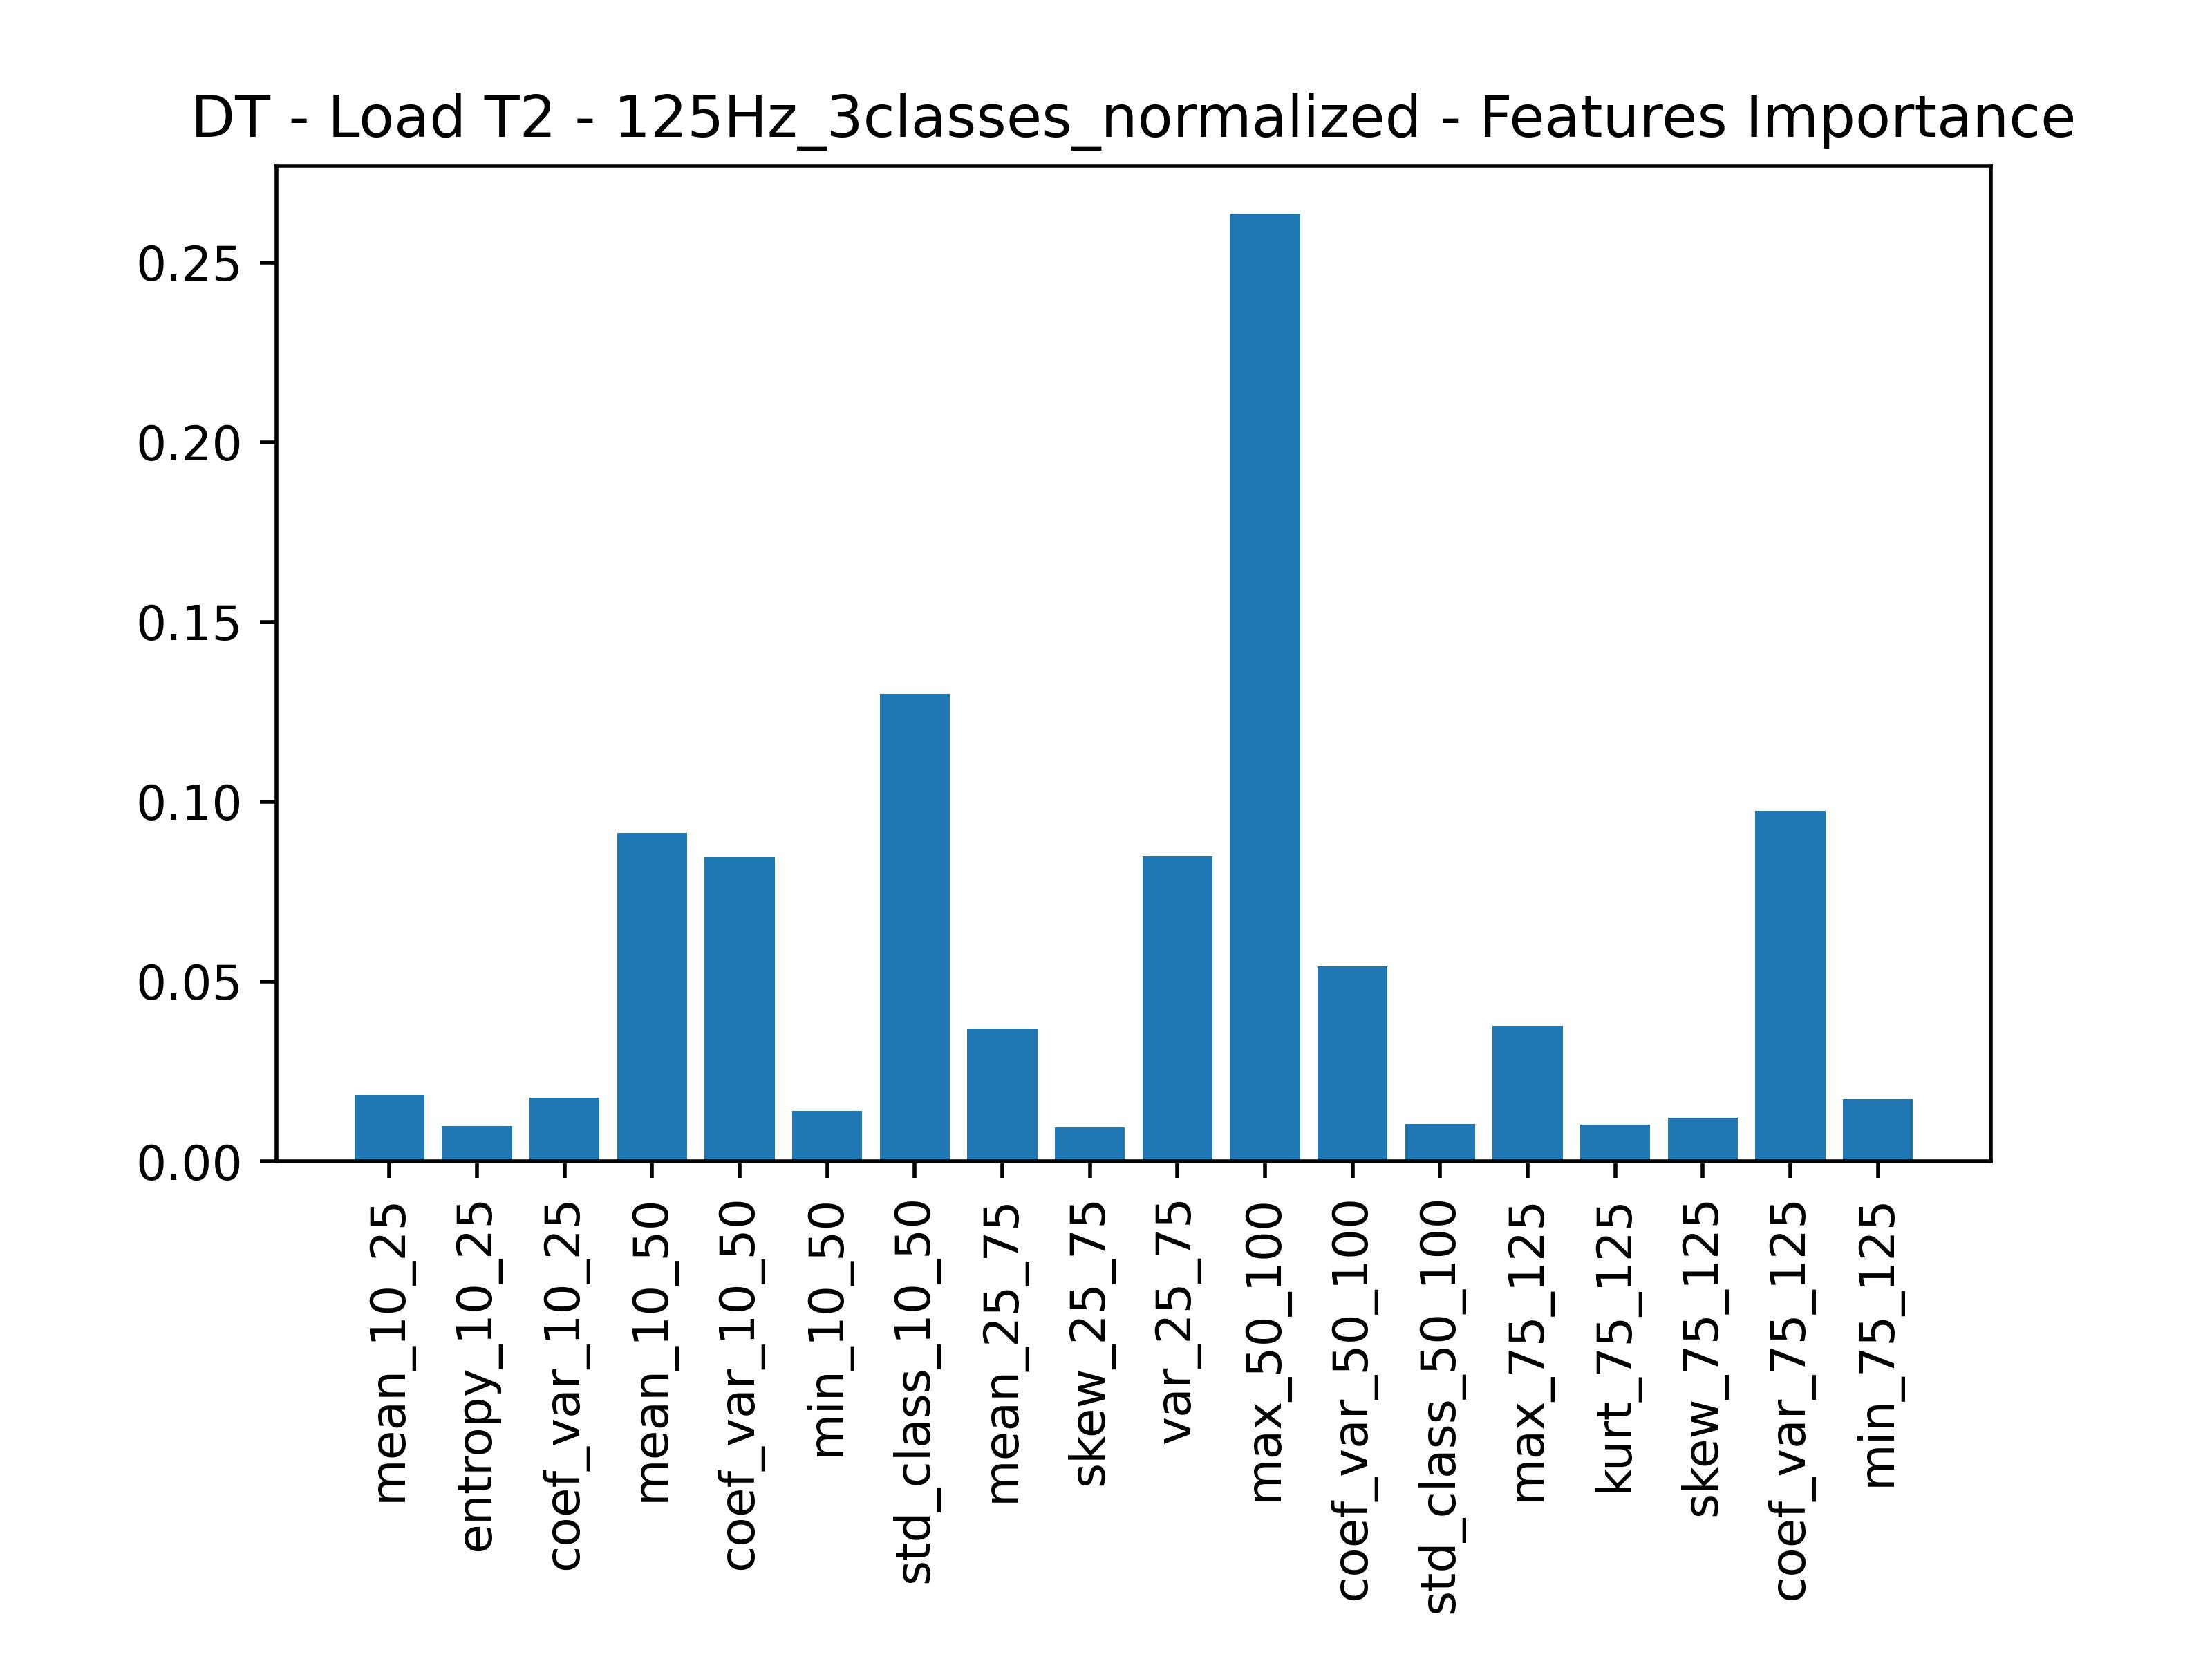 DT - Load T2 - 125Hz_3classes_normalized - Features Importance
0.25
0.20
0.15
0.10
0.05
0.00
mean_10_25
entropy_10_25
coef_var_10_25
mean_10_50
coef_var_10_50
min_10_50
std_class_10_50
mean_25_75
skew_25_75
var_25_75
max_50_100
coef_var_50_100
std_class_50_100
max_75_125
kurt_75_125
skew_75_125
coef_var_75_125
min_75_125